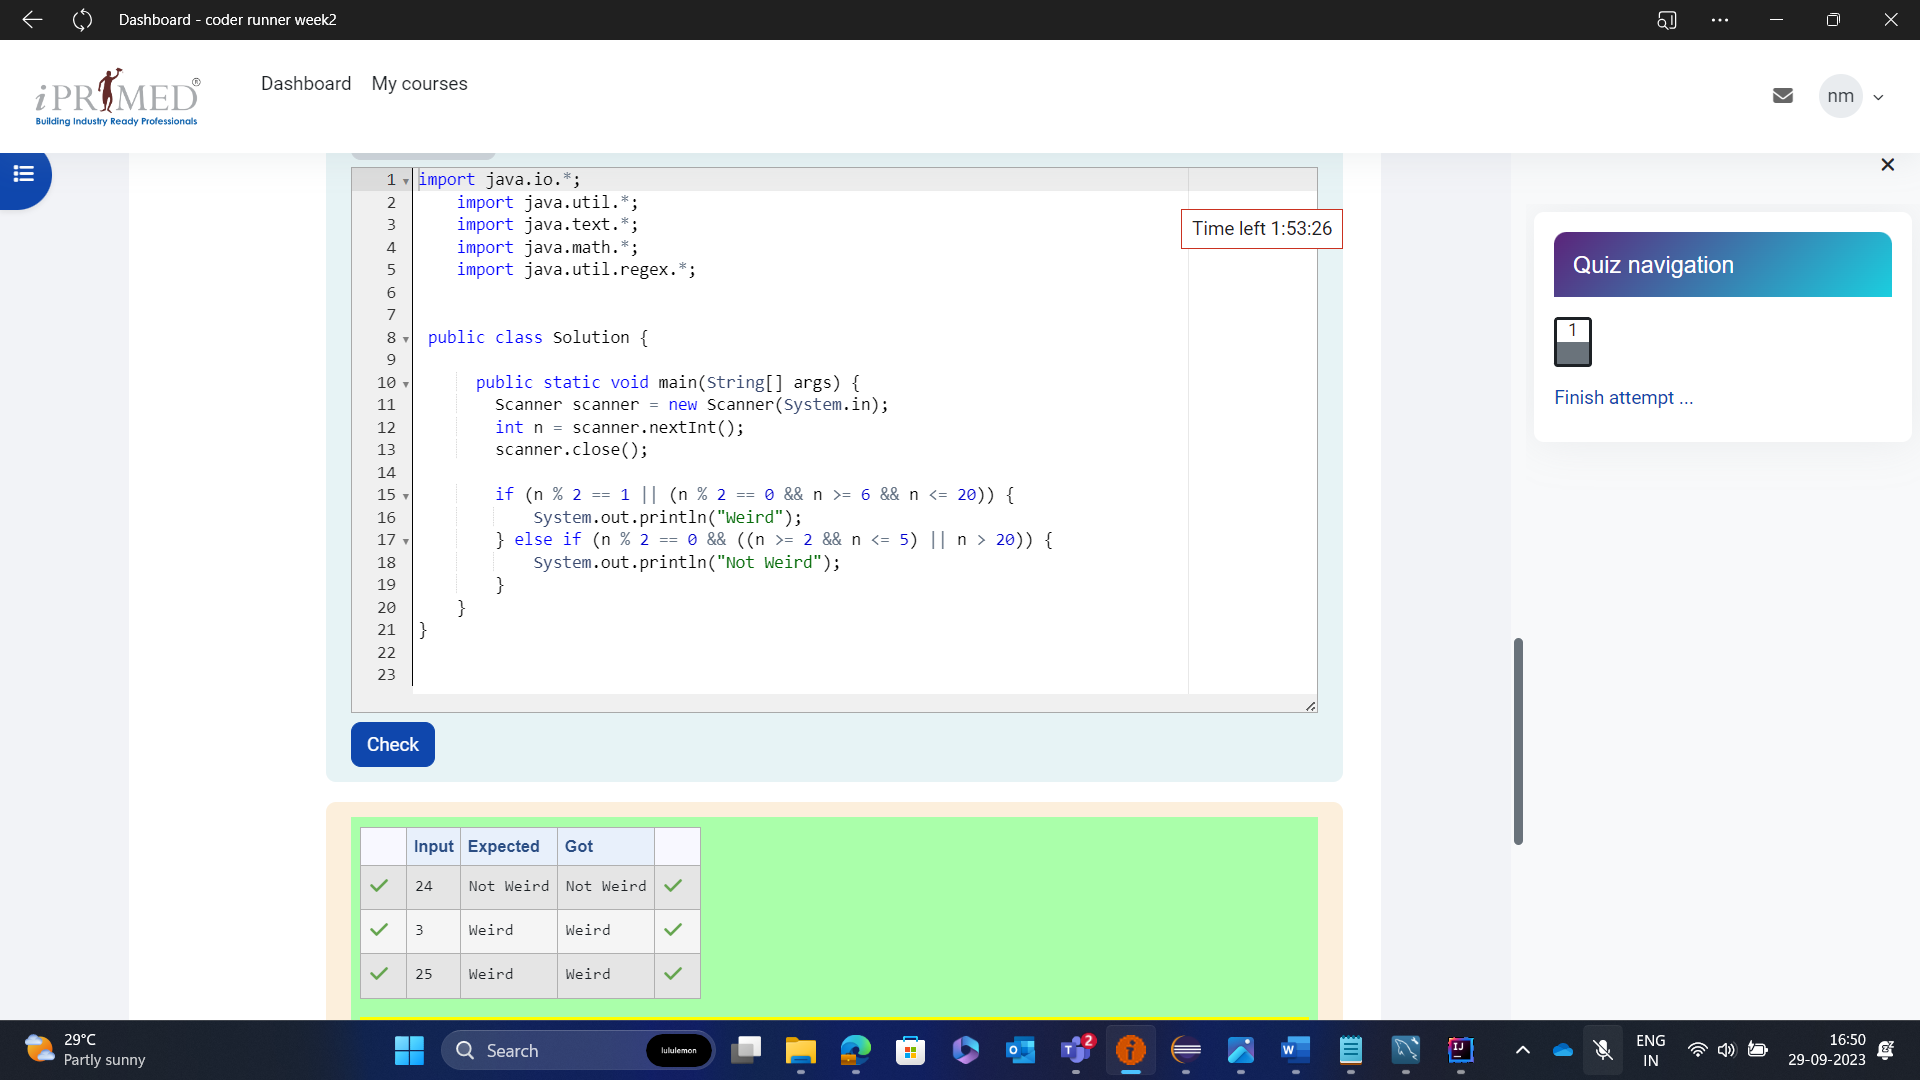 Dashboard - coder runner week2
iPRIMED®
Building Industry Ready Professionals
Dashboard My courses
nm
1 import java.io.*;
2 import java.util.*;
3 import java.text.*;
4 import java.math.*;
5 import java.util.regex.*;
6
7
8 public class Solution {
9
10 public static void main(String[] args) {
11 Scanner scanner = new Scanner(System.in);
12 int n = scanner.nextInt();
13 scanner.close();
14
15 if (n % 2 == 1 || (n % 2 == 0 && n >= 6 && n <= 20)) {
16 System.out.println("Weird");
17 } else if (n % 2 == 0 && ((n >= 2 && n <= 5) || n > 20)) {
18 System.out.println("Not Weird");
19 }
20 }
21 }
22
23
Time left 1:53:26
Quiz navigation
1
Finish attempt ...
Check
Input Expected Got
24 Not Weird Not Weird
3 Weird Weird
25 Weird Weird
29°C
Partly sunny
Search
lululemon
2
ENG
IN
16:50
29-09-2023